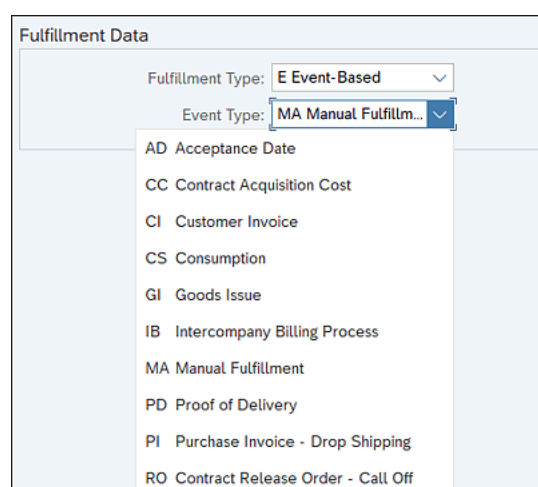 Fulfillment Data
Fulfillment Type: E Event-Based
Event Type: MA Manual Fulfillm...
AD Acceptance Date
CC Contract Acquisition Cost
CI Customer Invoice
CS Consumption
GI Goods Issue
IB Intercompany Billing Process
MA Manual Fulfillment
PD Proof of Delivery
PI Purchase Invoice - Drop Shipping
RO Contract Release Order - Call Off